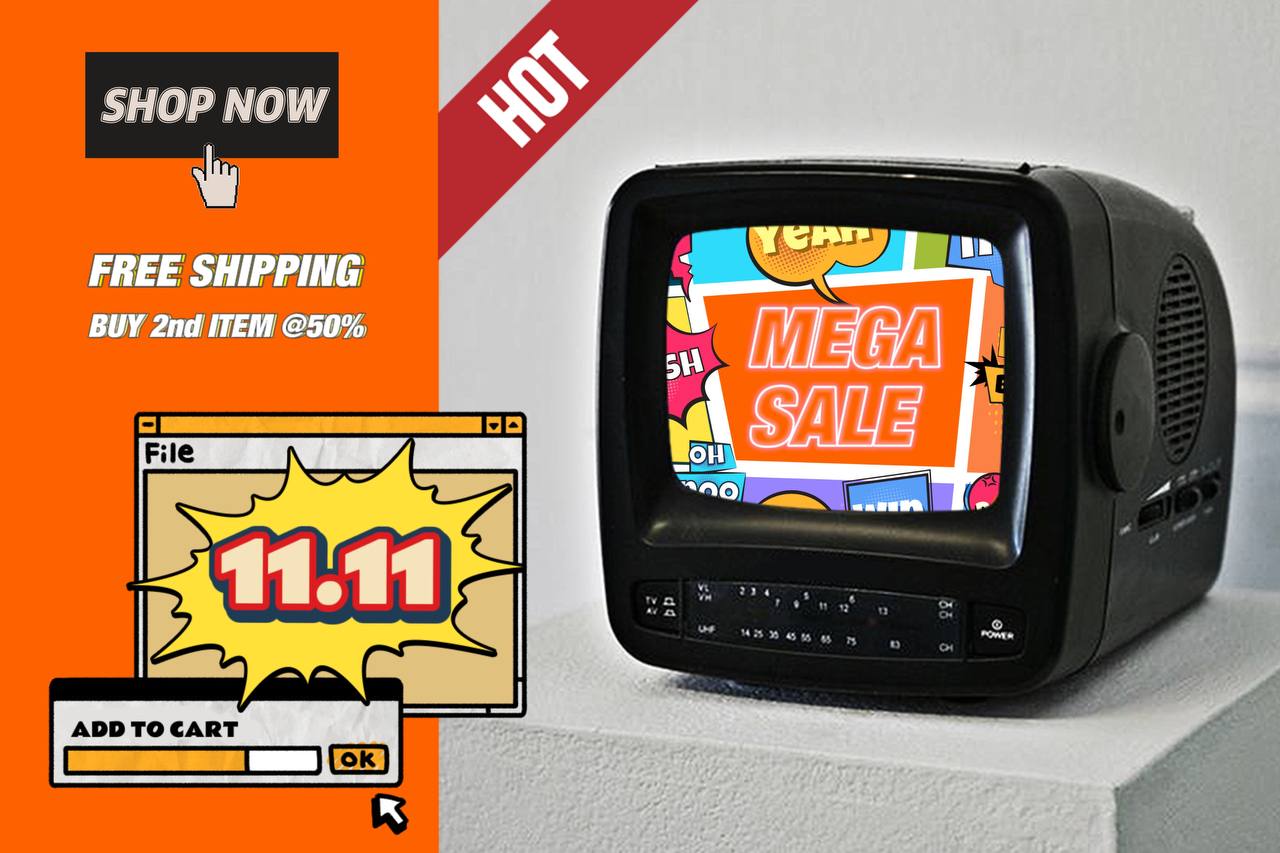 SHOP NOW
FREE SHIPPING
BUY 2nd ITEM @50%
File
11.11
ADD TO CART
OK
HOT
YEAH
MEGA
SALE
SH
OH
TV
AV
VL
VH
2 3 4 5 6
7 9 11 12 13
CH
CH
UHF
14 25 35 45 55 65 75 83
CH
POWER